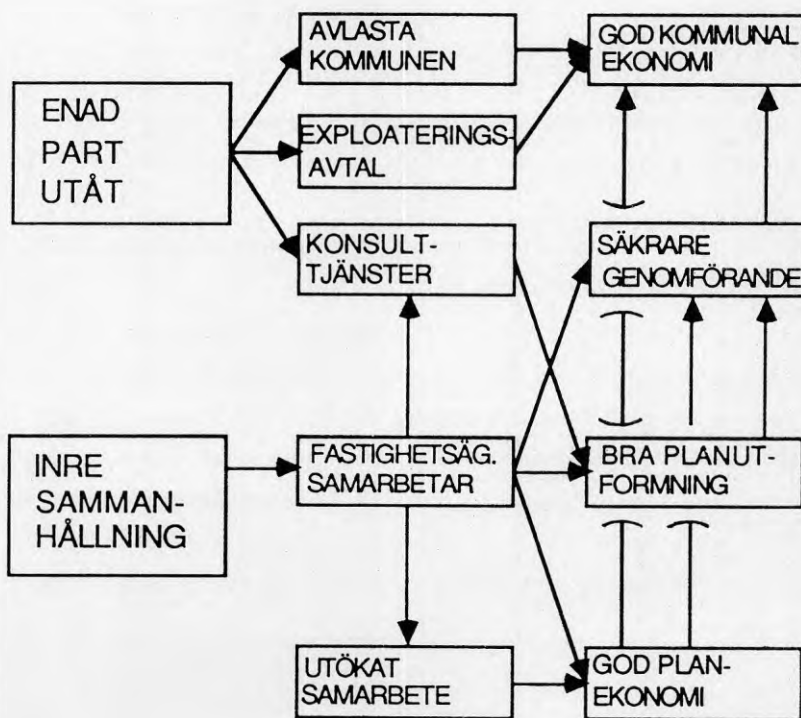 ENAD
PART
UTÅT
INRE
SAMMAN-
HÅLLNING
AVLASTA
KOMMUNEN
EXPLOATERINGS-
AVTAL
KONSULT-
TJÄNSTER
FASTIGHETSÄG.
SAMARBETAR
UTÖKAT
SAMARBETE
GOD KOMMUNAL
EKONOMI
SÄKRARE
GENOMFÖRANDE
BRA PLANUT-
FORMNING
GOD PLAN-
EKONOMI